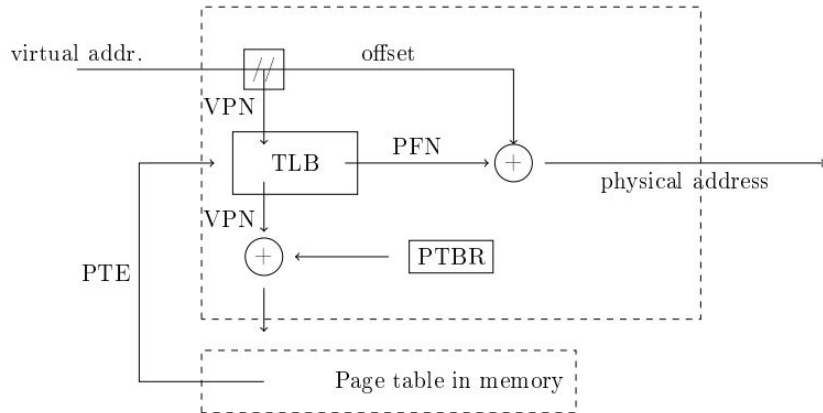 virtual addr.
offset
//
VPN
TLB
PFN
+
physical address
VPN
+
PTBR
PTE
Page table in memory